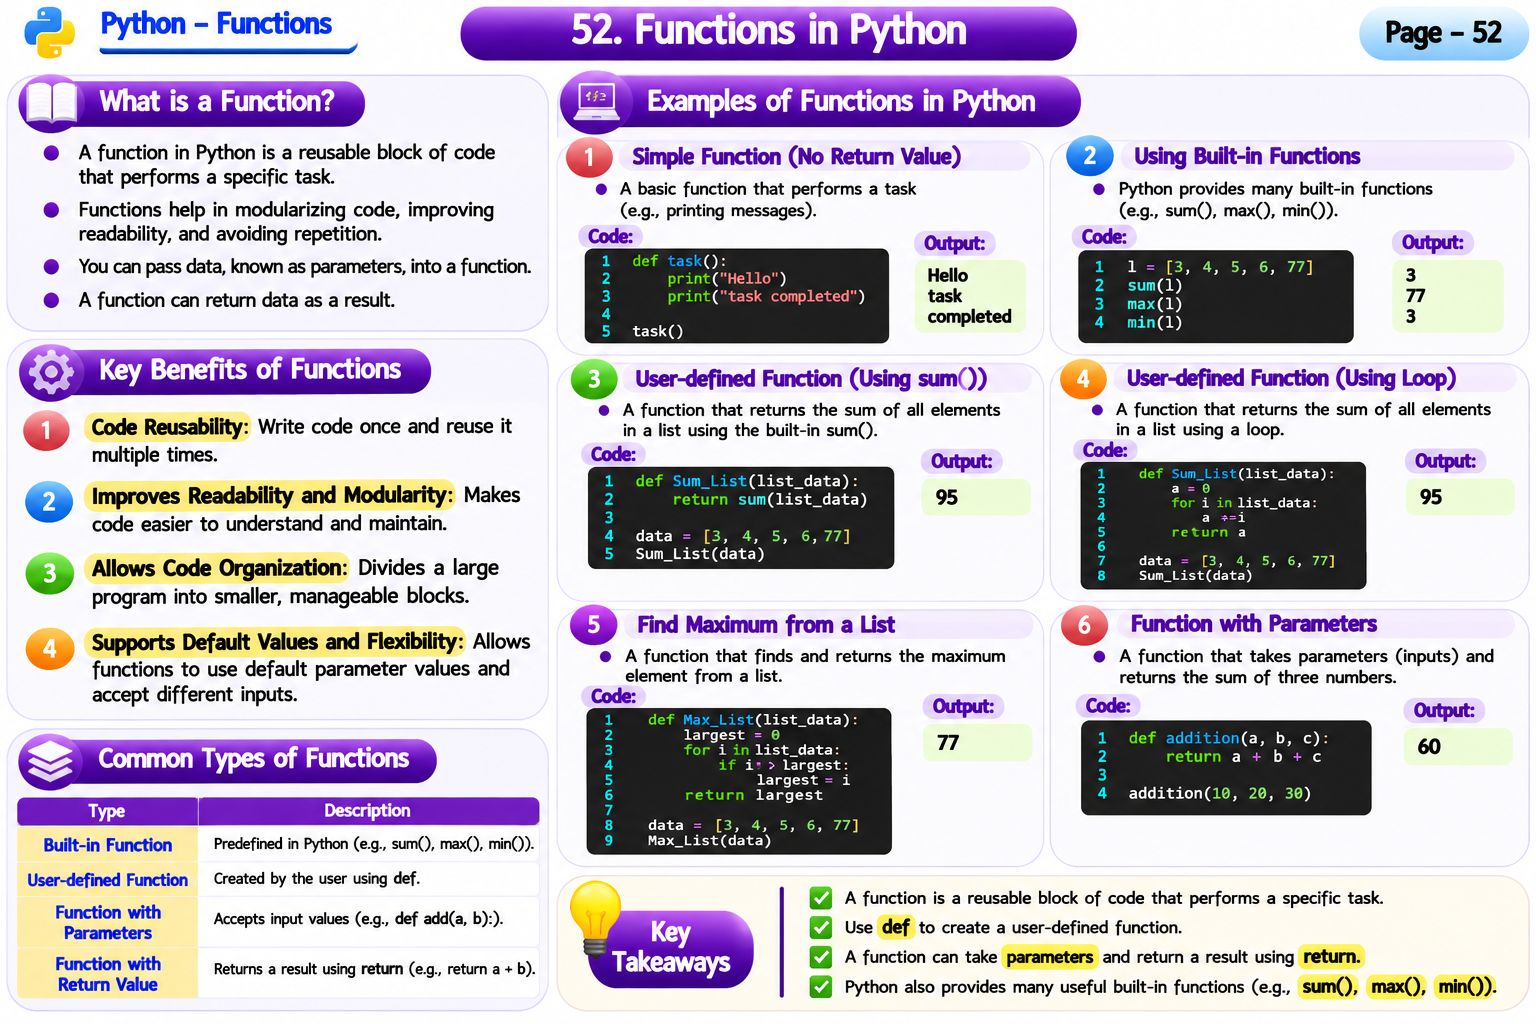 Python – Functions
52. Functions in Python
Page – 52
What is a Function?
A function in Python is a reusable block of code
that performs a specific task.
Functions help in modularizing code, improving
readability, and avoiding repetition.
You can pass data, known as parameters, into a function.
A function can return data as a result.
Key Benefits of Functions
1 Code Reusability: Write code once and reuse it
multiple times.
2 Improves Readability and Modularity: Makes
code easier to understand and maintain.
3 Allows Code Organization: Divides a large
program into smaller, manageable blocks.
4 Supports Default Values and Flexibility: Allows
functions to use default parameter values and
accept different inputs.
Common Types of Functions
Type Description
Built-in Function Predefined in Python (e.g., sum(), max(), min()).
User-defined Function Created by the user using def.
Function with
Parameters
Accepts input values (e.g., def add(a, b):).
Function with
Return Value
Returns a result using return (e.g., return a + b).
Examples of Functions in Python
1 Simple Function (No Return Value)
A basic function that performs a task
(e.g., printing messages).
Code:
1 def task():
2     print("Hello")
3     print("task completed")
4
5 task()
Output:
Hello
task
completed
2 Using Built-in Functions
Python provides many built-in functions
(e.g., sum(), max(), min()).
Code:
1 l = [3, 4, 5, 6, 77]
2 sum(l)
3 max(l)
4 min(l)
Output:
3
77
3
3 User-defined Function (Using sum())
A function that returns the sum of all elements
in a list using the built-in sum().
Code:
1 def Sum_List(list_data):
2     return sum(list_data)
3
4 data = [3, 4, 5, 6, 77]
5 Sum_List(data)
Output:
95
4 User-defined Function (Using Loop)
A function that returns the sum of all elements
in a list using a loop.
Code:
1 def Sum_List(list_data):
2     a = 0
3     for i in list_data:
4         a i
5     return a
6
7 data = [3, 4, 5, 6, 77]
8 Sum_List(data)
Output:
95
5 Find Maximum from a List
A function that finds and returns the maximum
element from a list.
Code:
1 def Max_List(list_data):
2     largest = 0
3     for i in list_data:
4         if i > largest:
5             largest = i
6     return largest
7
8 data = [3, 4, 5, 6, 77]
9 Max_List(data)
Output:
77
6 Function with Parameters
A function that takes parameters (inputs) and
returns the sum of three numbers.
Code:
1 def addition(a, b, c):
2     return a + b + c
3
4 addition(10, 20, 30)
Output:
60
Key
Takeaways
A function is a reusable block of code that performs a specific task.
Use def to create a user-defined function.
A function can take parameters and return a result using return.
Python also provides many useful built-in functions (e.g., sum(), max(), min()).